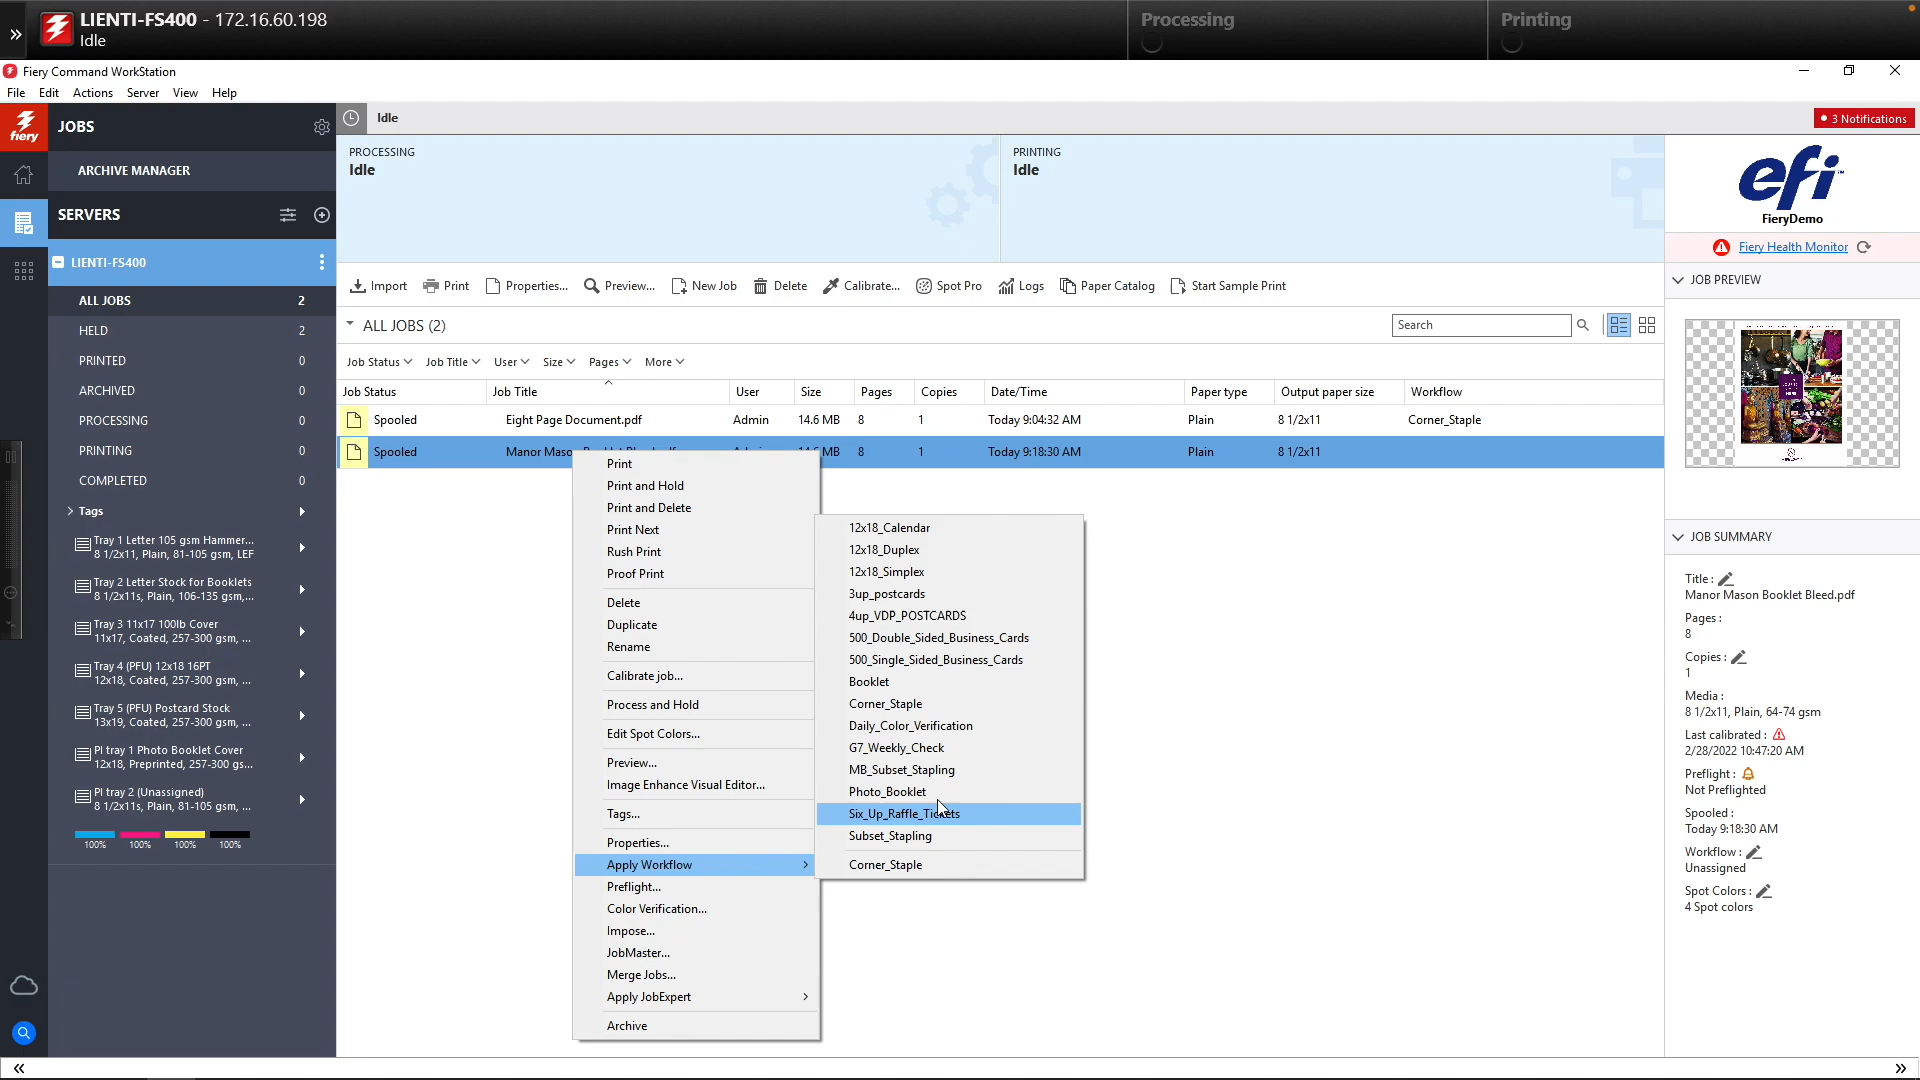 LIENTI-FS400 - 172.16.60.198
Idle
Processing
Printing
Fiery Command WorkStation
File Edit Actions Server View Help
fiery
JOBS
Idle
3 Notifications
ARCHIVE MANAGER
PROCESSING
Idle
PRINTING
Idle
efi
FieryDemo
SERVERS
Fiery Health Monitor
LIENTI-FS400
ALL JOBS 2
HELD 2
PRINTED 0
ARCHIVED 0
PROCESSING 0
PRINTING 0
COMPLETED 0
Tags
Tray 1 Letter 105 gsm Hammer...
8 1/2x11, Plain, 81-105 gsm, LEF
Tray 2 Letter Stock for Booklets
8 1/2x11s, Plain, 106-135 gsm,...
Tray 3 11x17 100lb Cover
11x17, Coated, 257-300 gsm, ...
Tray 4 (PFU) 12x18 16PT
12x18, Coated, 257-300 gsm, ...
Tray 5 (PFU) Postcard Stock
13x19, Coated, 257-300 gsm, ...
PI tray 1 Photo Booklet Cover
12x18, Preprinted, 257-300 gs...
PI tray 2 (Unassigned)
8 1/2x11s, Plain, 81-105 gsm, ...
100% 100% 100% 100%
Import Print Properties... Preview... New Job Delete Calibrate... Spot Pro Logs Paper Catalog Start Sample Print
ALL JOBS (2)
Search
Job Status Job Title User Size Pages More
Job Status Job Title User Size Pages Copies Date/Time Paper type Output paper size Workflow
Spooled Eight Page Document.pdf Admin 14.6 MB 8 1 Today 9:04:32 AM Plain 8 1/2x11 Corner_Staple
Spooled Manor Maso MB 8 1 Today 9:18:30 AM Plain 8 1/2x11
Print
Print and Hold
Print and Delete
Print Next
Rush Print
Proof Print
Delete
Duplicate
Rename
Calibrate job...
Process and Hold
Edit Spot Colors...
Preview...
Image Enhance Visual Editor...
Tags...
Properties...
Apply Workflow
Preflight...
Color Verification...
Impose...
JobMaster...
Merge Jobs...
Apply JobExpert
Archive
12x18_Calendar
12x18_Duplex
12x18_Simplex
3up_postcards
4up_VDP_POSTCARDS
500_Double_Sided_Business_Cards
500_Single_Sided_Business_Cards
Booklet
Corner_Staple
Daily_Color_Verification
G7_Weekly_Check
MB_Subset_Stapling
Photo_Booklet
Six_Up_Raffle_Tickets
Subset_Stapling
Corner_Staple
JOB PREVIEW
JOB SUMMARY
Title :
Manor Mason Booklet Bleed.pdf
Pages :
8
Copies :
1
Media :
8 1/2x11, Plain, 64-74 gsm
Last calibrated :
2/28/2022 10:47:20 AM
Preflight :
Not Preflighted
Spooled :
Today 9:18:30 AM
Workflow :
Unassigned
Spot Colors :
4 Spot colors